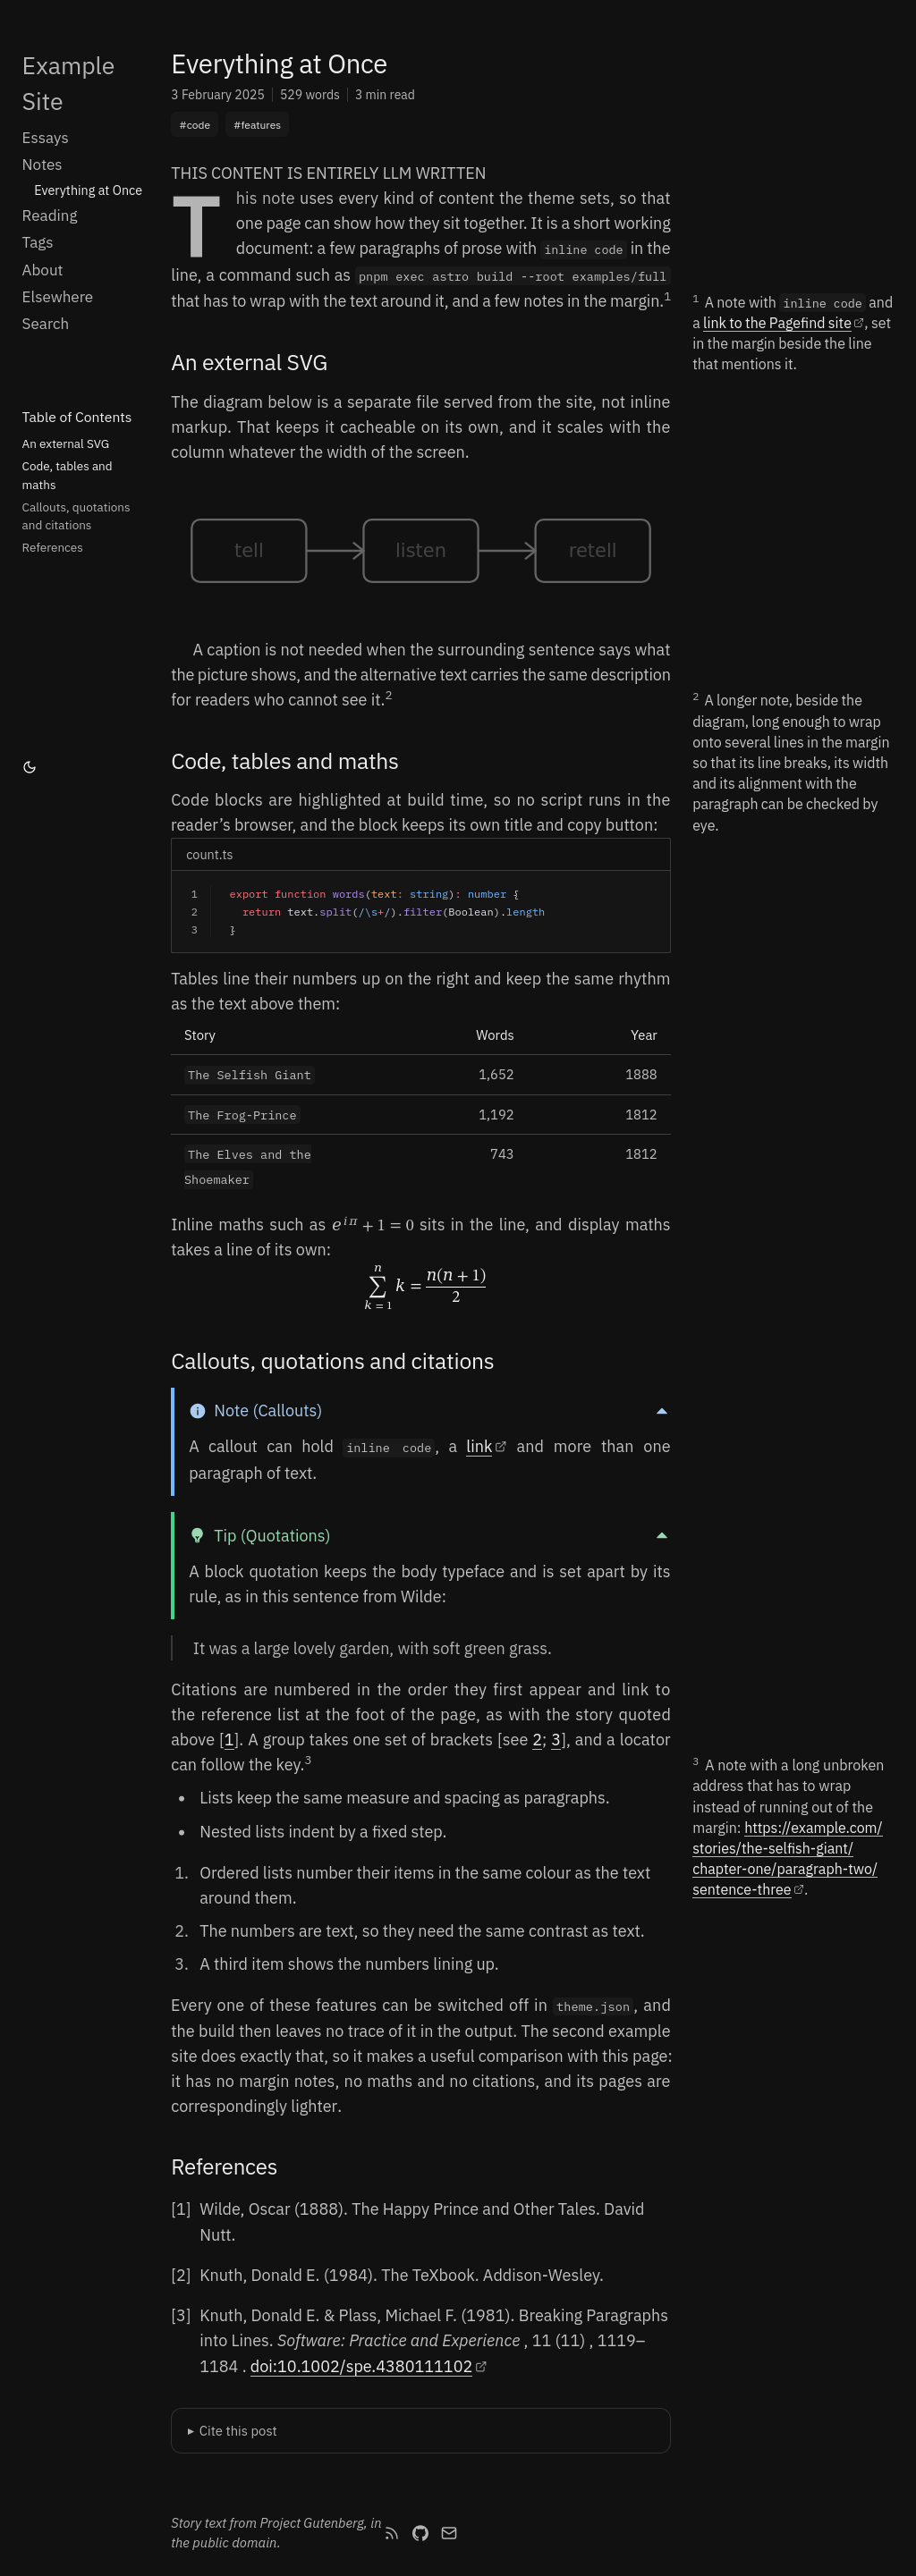 Example
Site
Essays
Notes
Everything at Once
Reading
Tags
About
Elsewhere
Search
Table of Contents
An external SVG
Code, tables and
maths
Callouts, quotations
and citations
References
Everything at Once
3 February 2025 | 529 words | 3 min read
#code #features
THIS CONTENT IS ENTIRELY LLM WRITTEN
This note uses every kind of content the theme sets, so that
one page can show how they sit together. It is a short working
document: a few paragraphs of prose with inline code in the
line, a command such as pnpm exec astro build --root examples/full
that has to wrap with the text around it, and a few notes in the margin.1
1 A note with inline code and
a link to the Pagefind site, set
in the margin beside the line
that mentions it.
An external SVG
The diagram below is a separate file served from the site, not inline
markup. That keeps it cacheable on its own, and it scales with the
column whatever the width of the screen.
tell listen retell
A caption is not needed when the surrounding sentence says what
the picture shows, and the alternative text carries the same description
for readers who cannot see it.2
2 A longer note, beside the
diagram, long enough to wrap
onto several lines in the margin
so that its line breaks, its width
and its alignment with the
paragraph can be checked by
eye.
Code, tables and maths
Code blocks are highlighted at build time, so no script runs in the
reader’s browser, and the block keeps its own title and copy button:
count.ts
1 export function words(text: string): number {
2 return text.split(/\s+/).filter(Boolean).length
3 }
Tables line their numbers up on the right and keep the same rhythm
as the text above them:
Story Words Year
The Selfish Giant 1,652 1888
The Frog-Prince 1,192 1812
The Elves and the 743 1812
Shoemaker
Inline maths such as e^{iπ} + 1 = 0 sits in the line, and display maths
takes a line of its own:
n
∑ k = n(n + 1)
k = 1 2
Callouts, quotations and citations
Note (Callouts)
A callout can hold inline code, a link and more than one
paragraph of text.
Tip (Quotations)
A block quotation keeps the body typeface and is set apart by its
rule, as in this sentence from Wilde:
It was a large lovely garden, with soft green grass.
Citations are numbered in the order they first appear and link to
the reference list at the foot of the page, as with the story quoted
above [1]. A group takes one set of brackets [see 2; 3], and a locator
can follow the key.3
3 A note with a long unbroken
address that has to wrap
instead of running out of the
margin: https://example.com/
stories/the-selfish-giant/
chapter-one/paragraph-two/
sentence-three.
• Lists keep the same measure and spacing as paragraphs.
• Nested lists indent by a fixed step.
1. Ordered lists number their items in the same colour as the text
around them.
2. The numbers are text, so they need the same contrast as text.
3. A third item shows the numbers lining up.
Every one of these features can be switched off in theme.json, and
the build then leaves no trace of it in the output. The second example
site does exactly that, so it makes a useful comparison with this page:
it has no margin notes, no maths and no citations, and its pages are
correspondingly lighter.
References
[1] Wilde, Oscar (1888). The Happy Prince and Other Tales. David
Nutt.
[2] Knuth, Donald E. (1984). The TeXbook. Addison-Wesley.
[3] Knuth, Donald E. & Plass, Michael F. (1981). Breaking Paragraphs
into Lines. Software: Practice and Experience , 11 (11) , 1119–
1184 . doi:10.1002/spe.4380111102
▸ Cite this post
Story text from Project Gutenberg, in
the public domain.